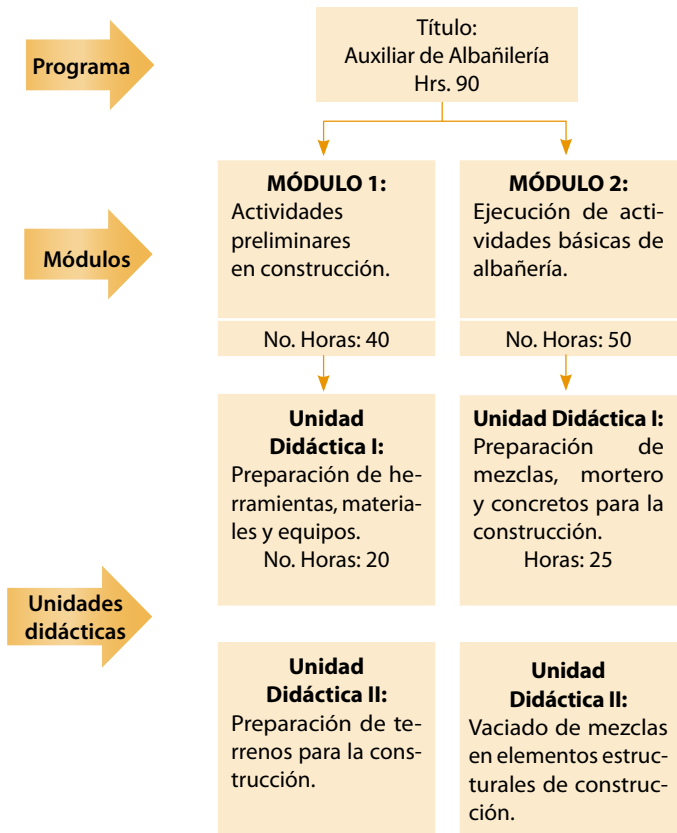 Programa
Título:
Auxiliar de Albañilería
Hrs. 90
Módulos
MÓDULO 1:
Actividades
preliminares
en construcción.
No. Horas: 40
MÓDULO 2:
Ejecución de acti-
vidades básicas de
albañería.
No. Horas: 50
Unidades
didácticas
Unidad
Didáctica I:
Preparación de he-
rramientas, materia-
les y equipos.
No. Horas: 20
Unidad Didáctica I:
Preparación de
mezclas, mortero
y concretos para la
construcción.
Horas: 25
Unidad
Didáctica II:
Preparación de te-
rrenos para la cons-
trucción.
Unidad
Didáctica II:
Vaciado de mezclas
en elementos estruc-
turales de construc-
ción.